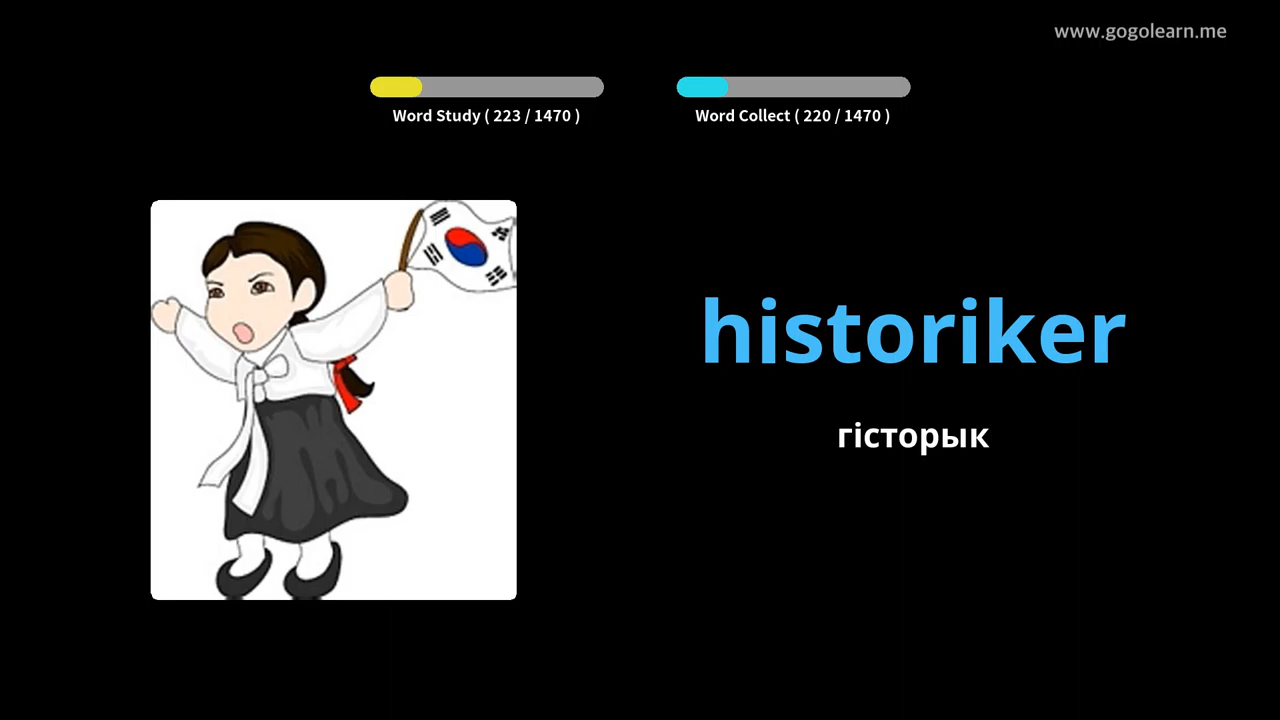 www.gogolearn.me
Word Study ( 223 / 1470 )
Word Collect ( 220 / 1470 )
historiker
гісторык